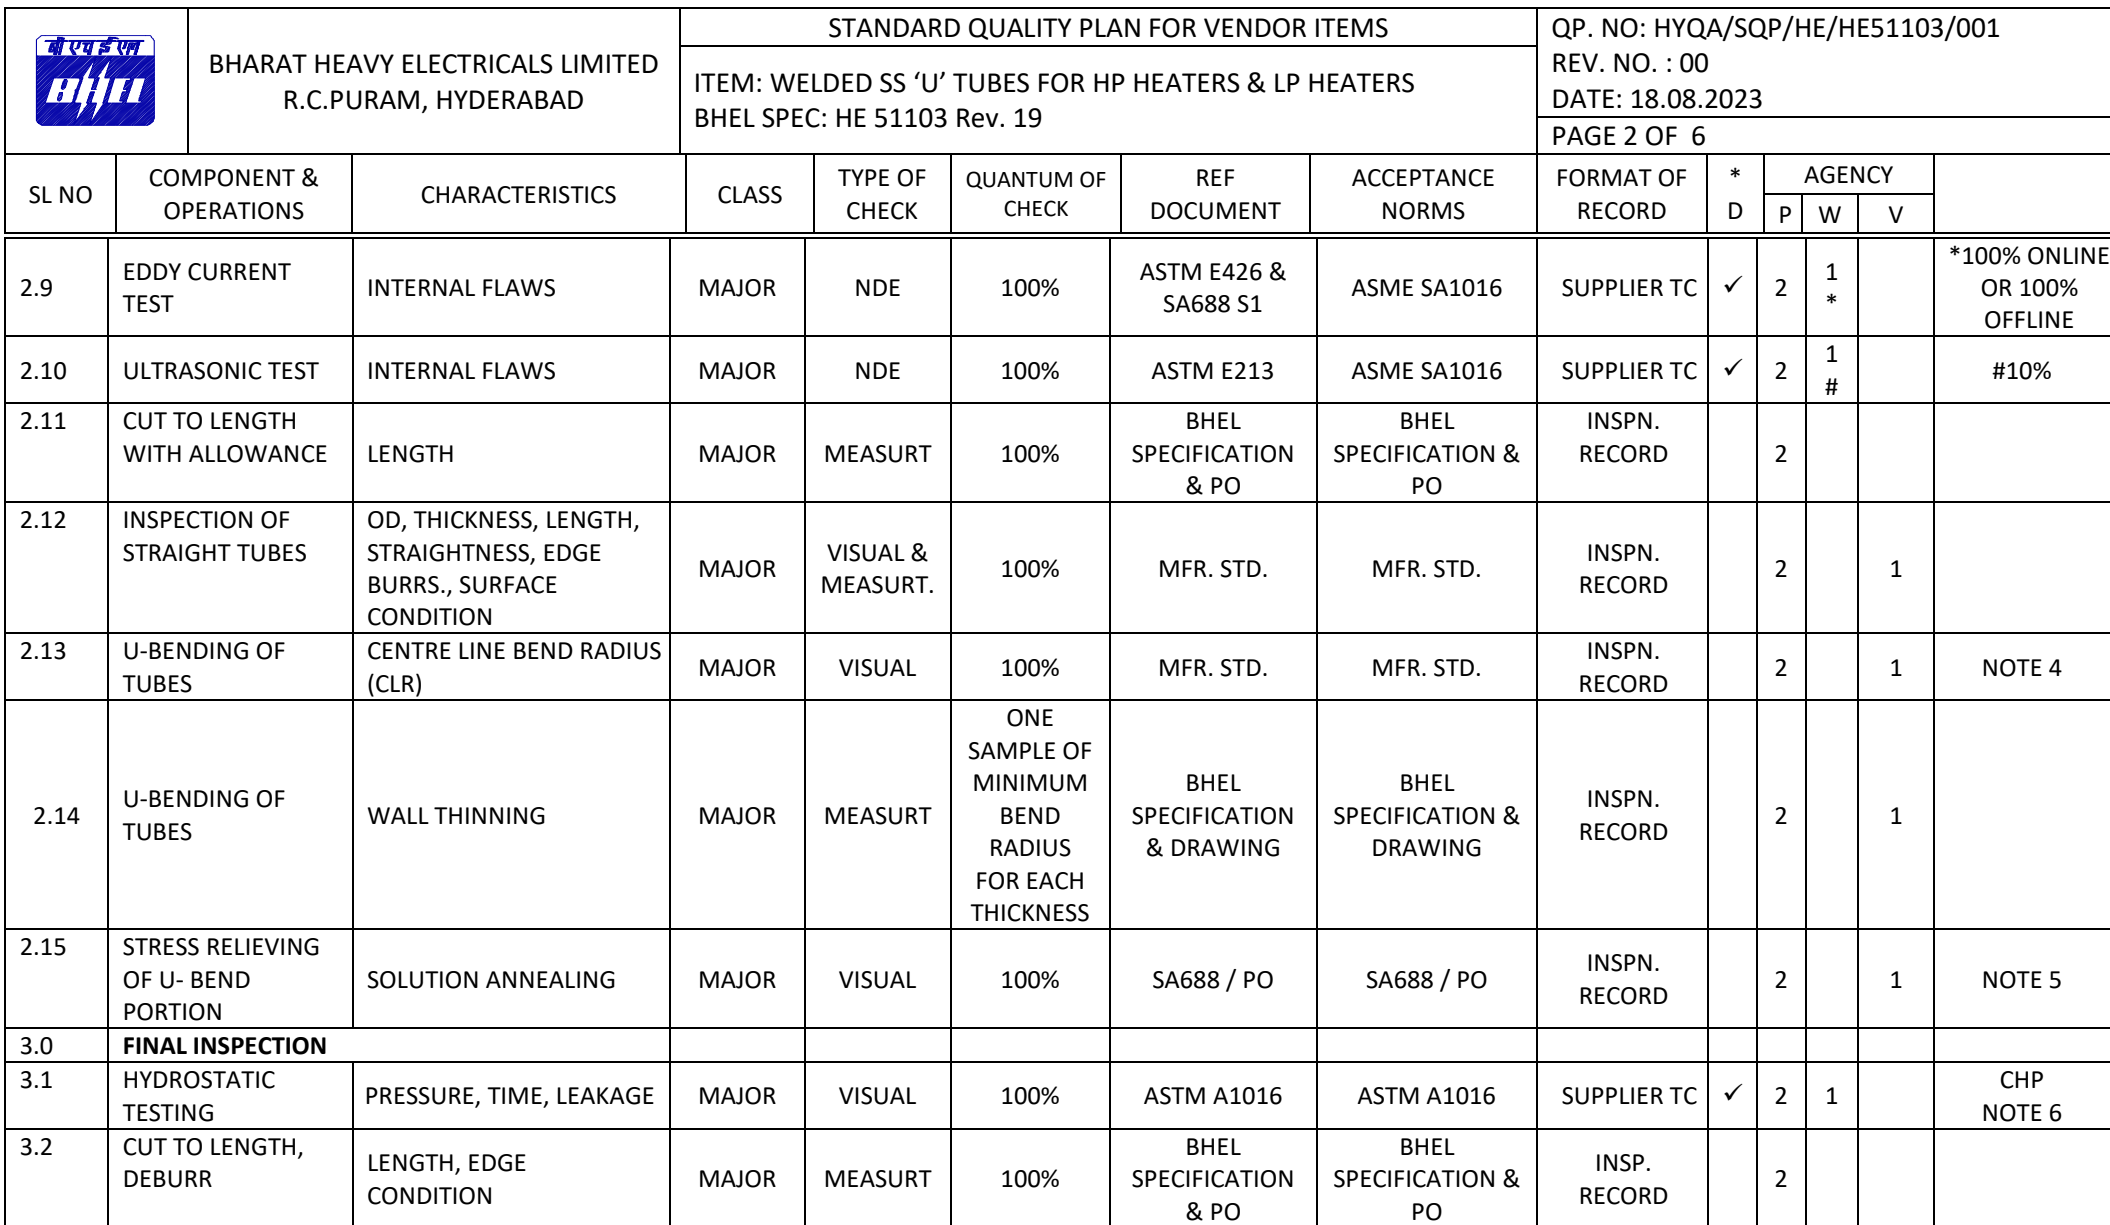 बी एच ई एल
BHEL
BHARAT HEAVY ELECTRICALS LIMITED
R.C.PURAM, HYDERABAD
STANDARD QUALITY PLAN FOR VENDOR ITEMS
ITEM: WELDED SS ‘U’ TUBES FOR HP HEATERS & LP HEATERS
BHEL SPEC: HE 51103 Rev. 19
QP. NO: HYQA/SQP/HE/HE51103/001
REV. NO. : 00
DATE: 18.08.2023
PAGE 2 OF 6
SL NO
COMPONENT &
OPERATIONS
CHARACTERISTICS
CLASS
TYPE OF
CHECK
QUANTUM OF
CHECK
REF
DOCUMENT
ACCEPTANCE
NORMS
FORMAT OF
RECORD
*
D
AGENCY
P
W
V
2.9
EDDY CURRENT
TEST
INTERNAL FLAWS
MAJOR
NDE
100%
ASTM E426 &
SA688 S1
ASME SA1016
SUPPLIER TC
✓
2
1
*
*100% ONLINE
OR 100%
OFFLINE
2.10
ULTRASONIC TEST
INTERNAL FLAWS
MAJOR
NDE
100%
ASTM E213
ASME SA1016
SUPPLIER TC
✓
2
1
#
#10%
2.11
CUT TO LENGTH
WITH ALLOWANCE
LENGTH
MAJOR
MEASURT
100%
BHEL
SPECIFICATION
& PO
BHEL
SPECIFICATION &
PO
INSPN.
RECORD
2
2.12
INSPECTION OF
STRAIGHT TUBES
OD, THICKNESS, LENGTH,
STRAIGHTNESS, EDGE
BURRS., SURFACE
CONDITION
MAJOR
VISUAL &
MEASURT.
100%
MFR. STD.
MFR. STD.
INSPN.
RECORD
2
1
2.13
U-BENDING OF
TUBES
CENTRE LINE BEND RADIUS
(CLR)
MAJOR
VISUAL
100%
MFR. STD.
MFR. STD.
INSPN.
RECORD
2
1
NOTE 4
2.14
U-BENDING OF
TUBES
WALL THINNING
MAJOR
MEASURT
ONE
SAMPLE OF
MINIMUM
BEND
RADIUS
FOR EACH
THICKNESS
BHEL
SPECIFICATION
& DRAWING
BHEL
SPECIFICATION &
DRAWING
INSPN.
RECORD
2
1
2.15
STRESS RELIEVING
OF U- BEND
PORTION
SOLUTION ANNEALING
MAJOR
VISUAL
100%
SA688 / PO
SA688 / PO
INSPN.
RECORD
2
1
NOTE 5
3.0
FINAL INSPECTION
3.1
HYDROSTATIC
TESTING
PRESSURE, TIME, LEAKAGE
MAJOR
VISUAL
100%
ASTM A1016
ASTM A1016
SUPPLIER TC
✓
2
1
CHP
NOTE 6
3.2
CUT TO LENGTH,
DEBURR
LENGTH, EDGE
CONDITION
MAJOR
MEASURT
100%
BHEL
SPECIFICATION
& PO
BHEL
SPECIFICATION &
PO
INSP.
RECORD
2